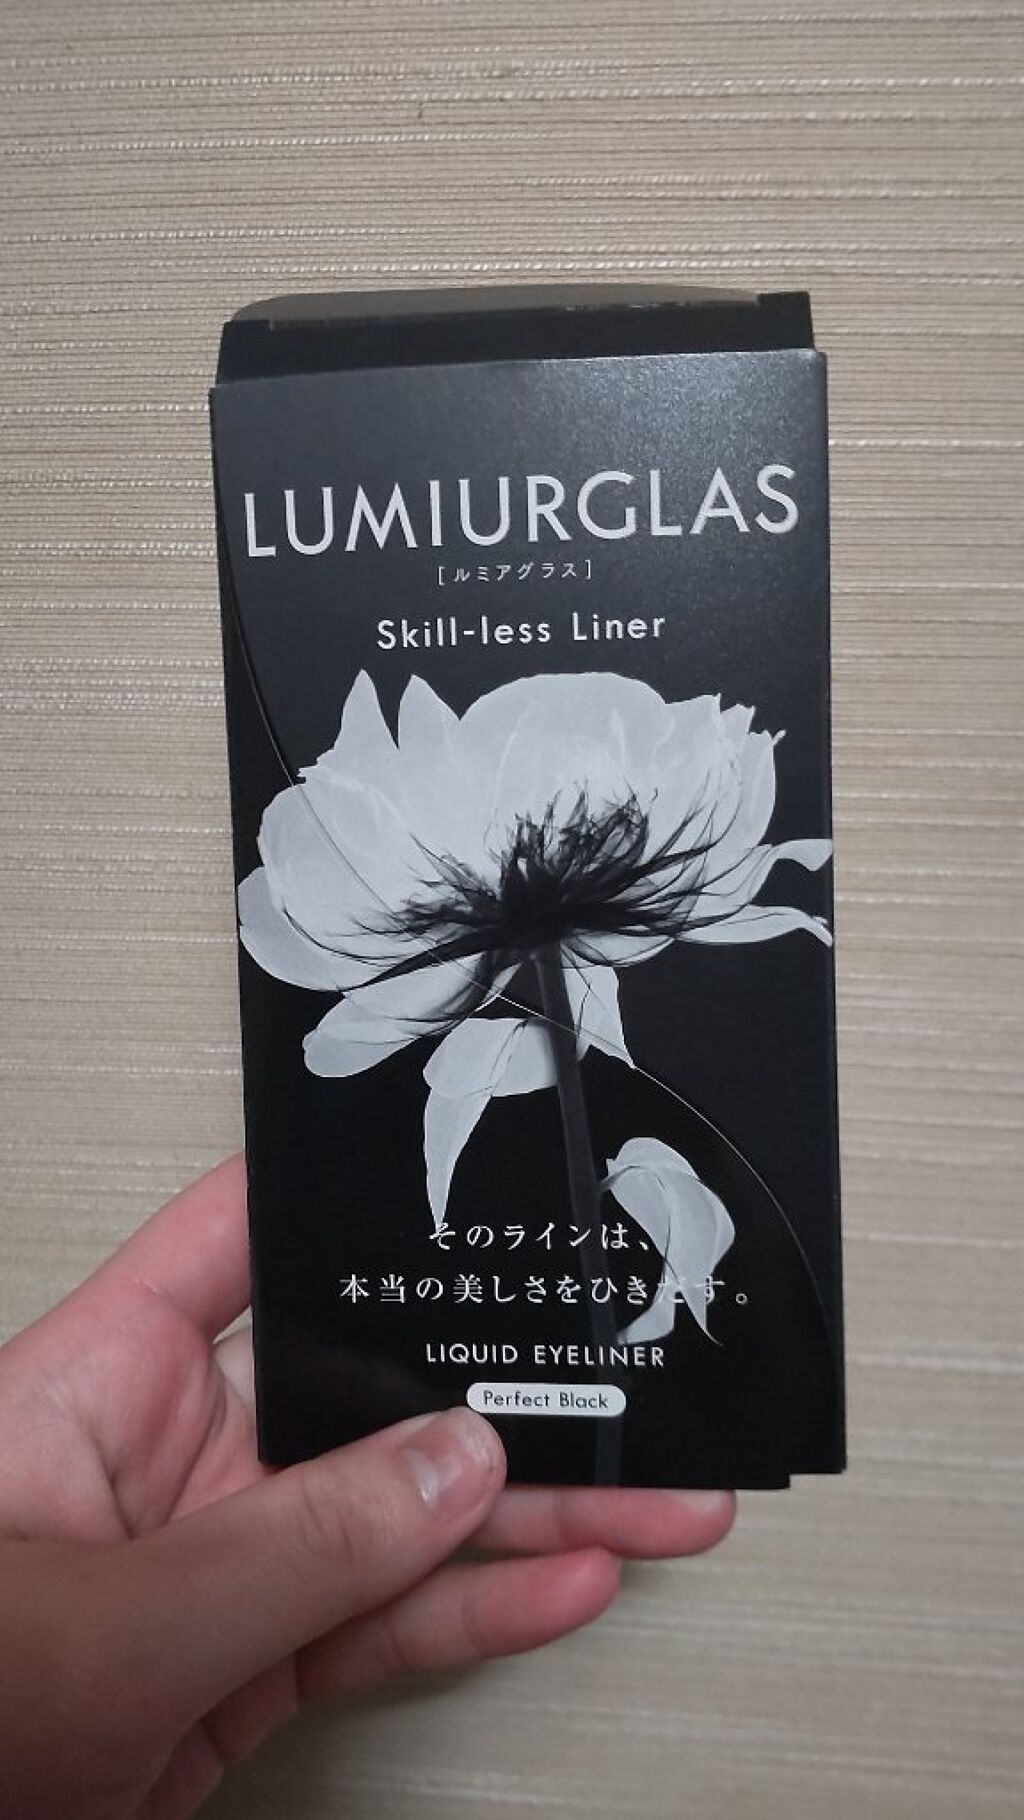 LUMIURGLAS
[ルミアグラス]
Skill-less Liner
そのラインは、
本当の美しさをひきだす。
LIQUID EYELINER
Perfect Black